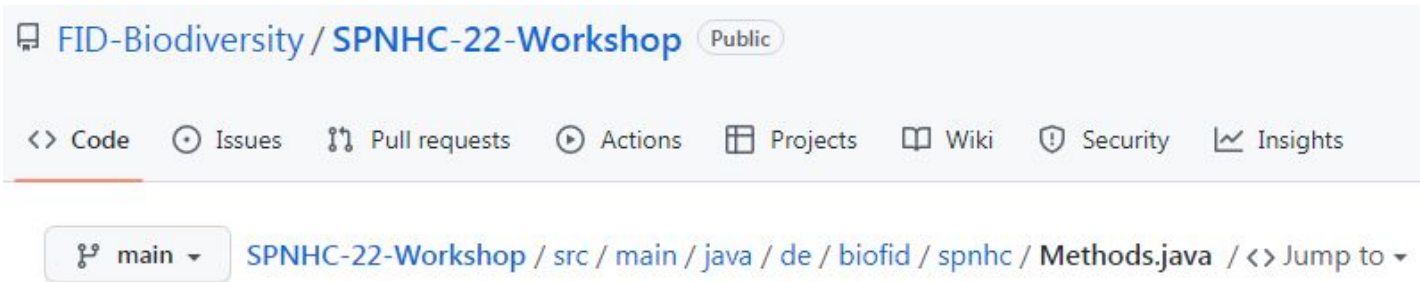 FID-Biodiversity / SPNHC-22-Workshop Public
<> Code Issues Pull requests Actions Projects Wiki Security Insights
main SPNHC-22-Workshop / src / main / java / de / biofid / spnhc / Methods.java / <> Jump to